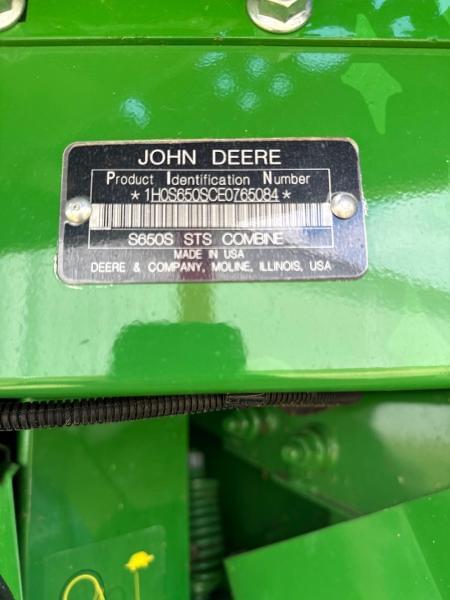 JOHN DEERE
Product Identification Number
*1H0S650SCE0765084*
S650S STS COMBINE
MADE IN USA
DEERE & COMPANY, MOLINE, ILLINOIS, USA